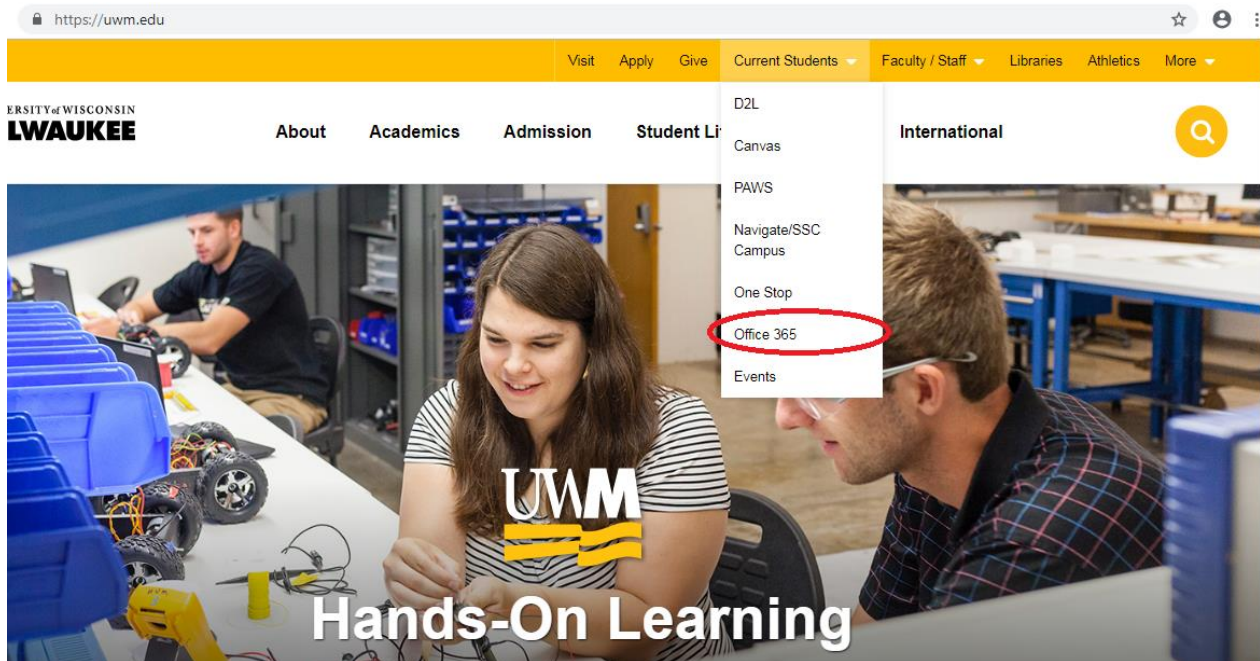 https://uwm.edu
Visit Apply Give Current Students Faculty / Staff Libraries Athletics More
ERSITY of WISCONSIN
LWAUKEE
About Academics Admission Student Li International
D2L
Canvas
PAWS
Navigate/SSC
Campus
One Stop
Office 365
Events
UWM
Hands-On Learning